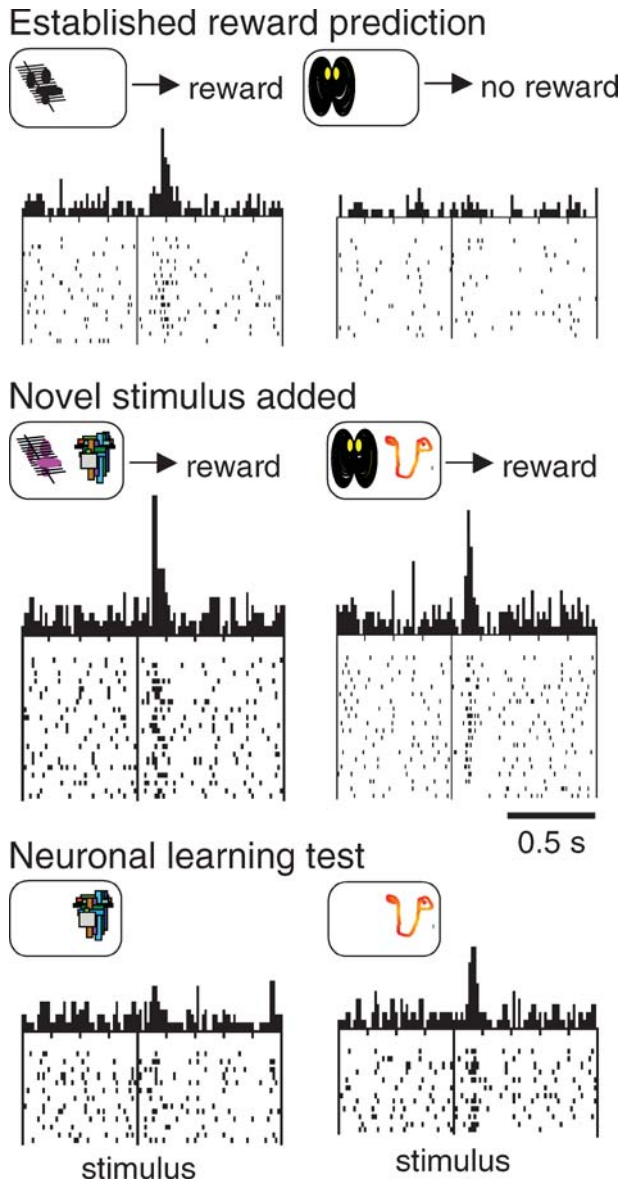 Established reward prediction
reward
no reward
Novel stimulus added
reward
reward
0.5 s
Neuronal learning test
stimulus
stimulus